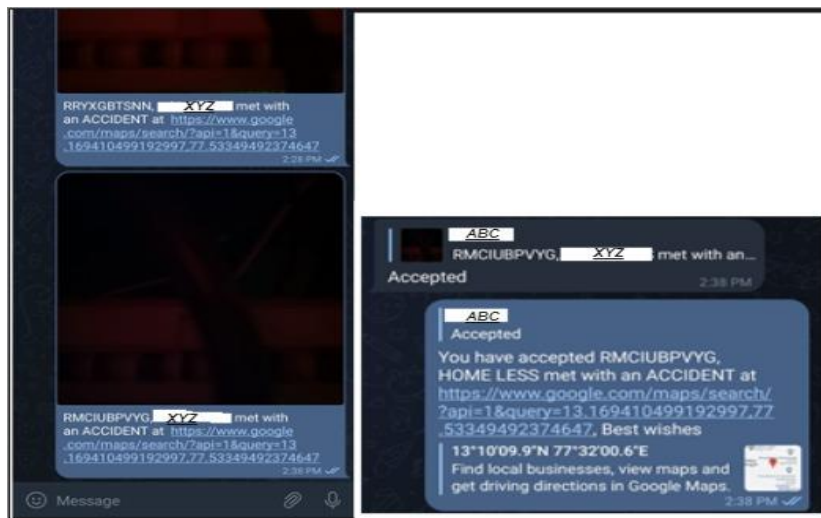 RRYXGBTSNN, XYZ met with
an ACCIDENT at https://www.google
.com/maps/search/?api=1&query=13
.169410499192997,77.53349492374647
2:28 PM
RMCIUBPVYG, XYZ met with
an ACCIDENT at https://www.google
.com/maps/search/?api=1&query=13
.169410499192997,77.53349492374647
2:38 PM
Message
ABC
RMCIUBPVYG, XYZ met with an...
Accepted
2:38 PM
ABC
Accepted
You have accepted RMCIUBPVYG,
HOME LESS met with an ACCIDENT at
https://www.google.com/maps/search/
?api=1&query=13.169410499192997,77
.53349492374647, Best wishes
13°10'09.9"N 77°32'00.6"E
Find local businesses, view maps and
get driving directions in Google Maps.
2:38 PM